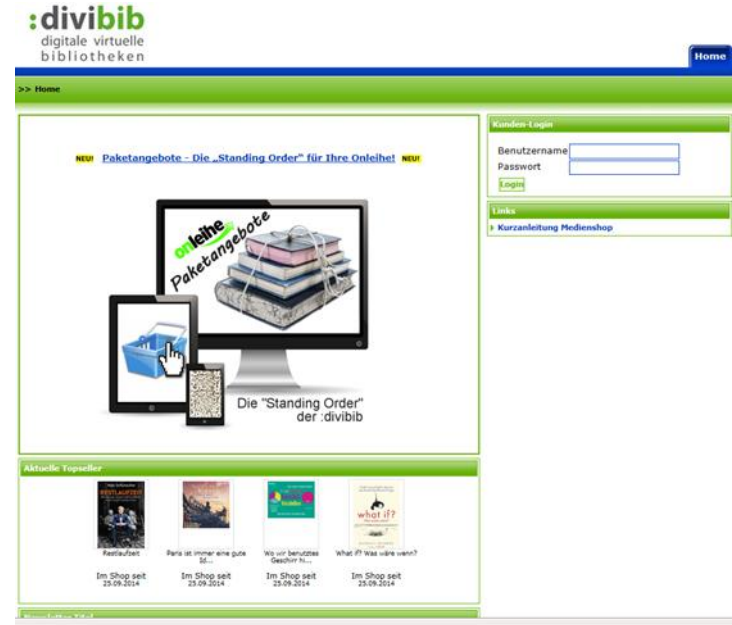 :divibib
digitale virtuelle
bibliotheken
Home
>> Home
NEU! Paketangebote - Die „Standing Order" für Ihre Onleihe! NEU!
onleihe
Paketangebote
Die "Standing Order"
der :divibib
Kunden-Login
Benutzername
Passwort
Login
Links
Kurzanleitung Medienshop
Aktuelle Topseller
RESTLAUFZEIT
what if?
Restlaufzeit
Paris ist immer eine gute
Id...
Wo wir benutztes
Geschirr hi...
What if? Was wäre wenn?
Im Shop seit
25.09.2014
Im Shop seit
25.09.2014
Im Shop seit
25.09.2014
Im Shop seit
25.09.2014